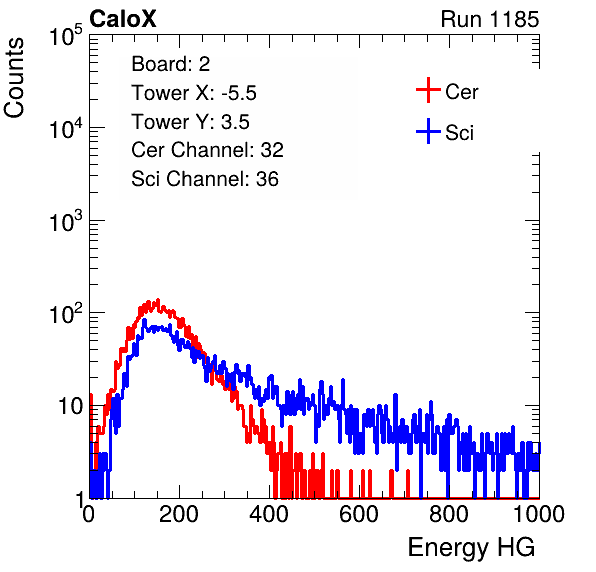 CaloX Run 1185
Counts
Board: 2
Tower X: -5.5
Tower Y: 3.5
Cer Channel: 32
Sci Channel: 36
Cer
Sci
10^5
10^4
10^3
10^2
10
1
0 200 400 600 800 1000
Energy HG